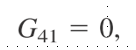 G₄₁ = 0,